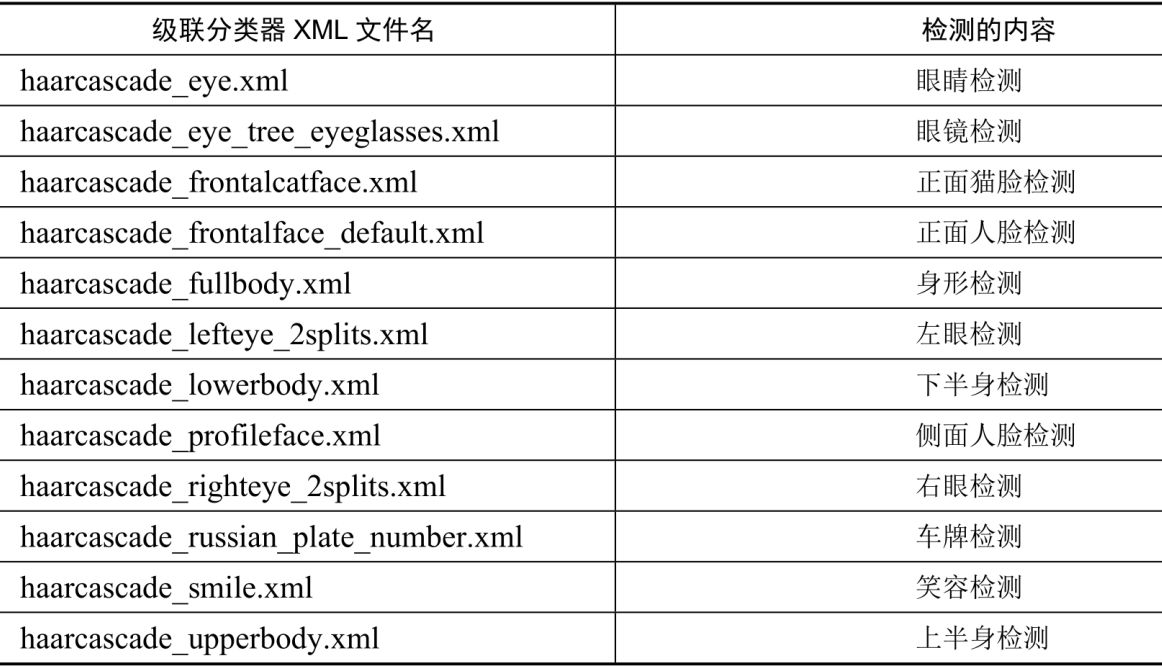 级联分类器 XML 文件名 检测的内容
haarcascade_eye.xml 眼睛检测
haarcascade_eye_tree_eyeglasses.xml 眼镜检测
haarcascade_frontalcatface.xml 正面猫脸检测
haarcascade_frontalface_default.xml 正面人脸检测
haarcascade_fullbody.xml 身形检测
haarcascade_lefteye_2splits.xml 左眼检测
haarcascade_lowerbody.xml 下半身检测
haarcascade_profileface.xml 侧面人脸检测
haarcascade_righteye_2splits.xml 右眼检测
haarcascade_russian_plate_number.xml 车牌检测
haarcascade_smile.xml 笑容检测
haarcascade_upperbody.xml 上半身检测